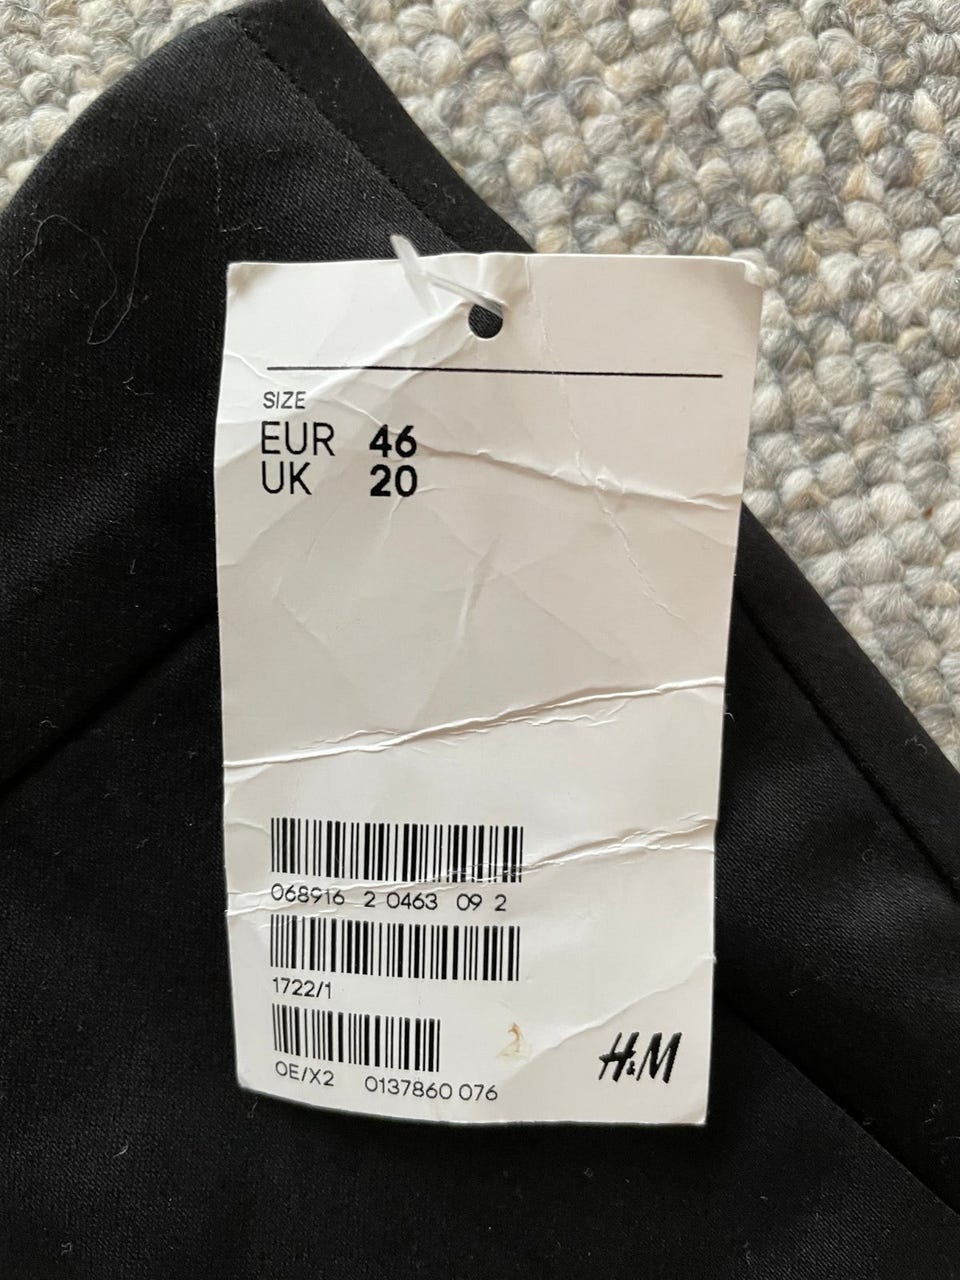 SIZE
EUR 46
UK 20
068916 2 0463 09 2
1722/1
OE/X2 0137860 076
H&M